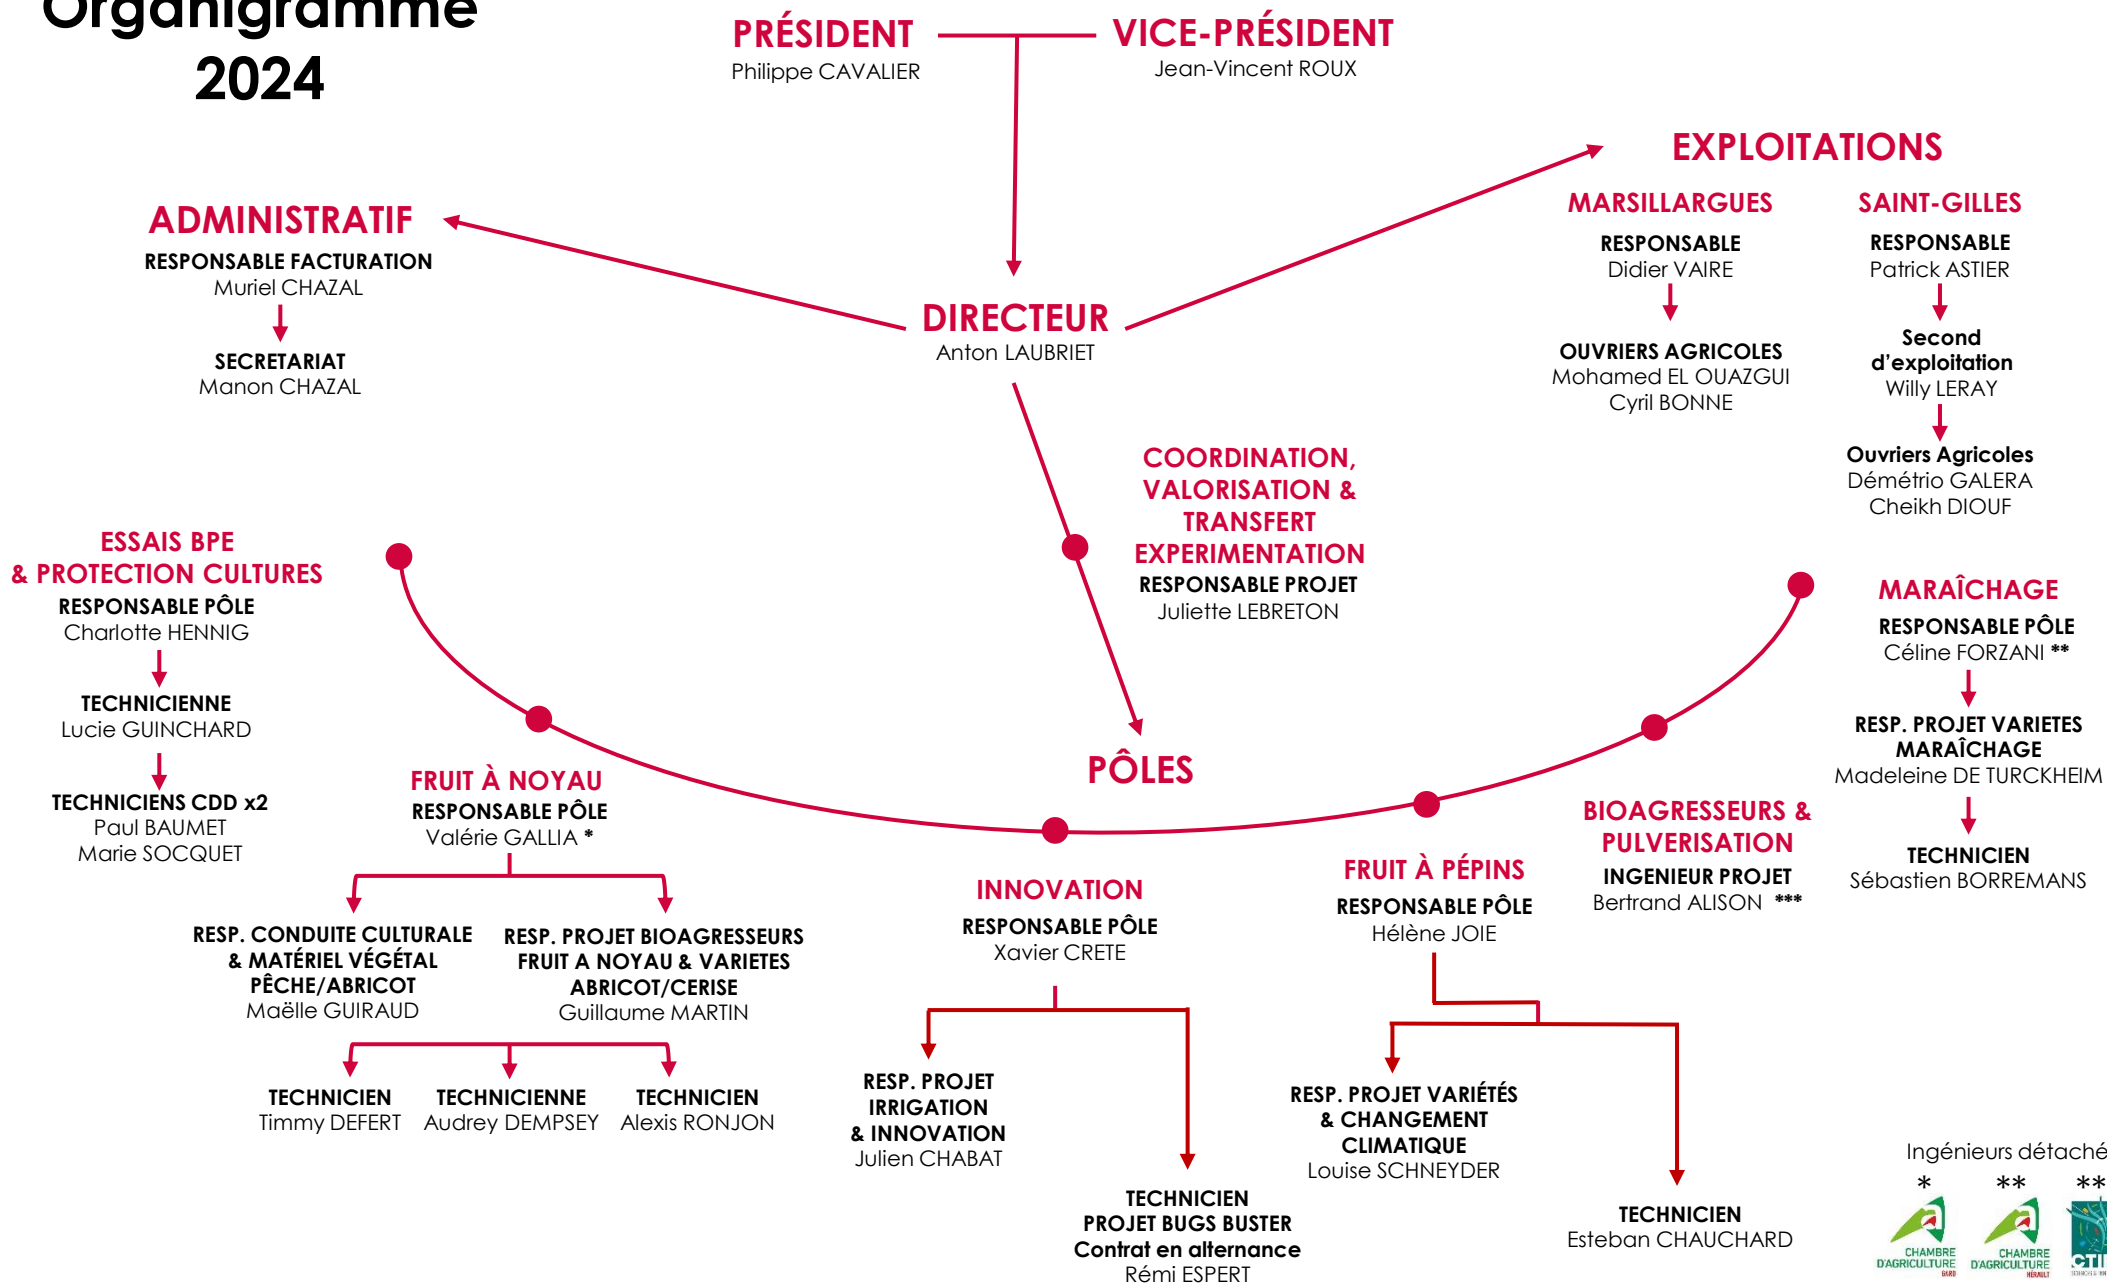 Organigramme
2024
PRÉSIDENT
Philippe CAVALIER
VICE-PRÉSIDENT
Jean-Vincent ROUX
DIRECTEUR
Anton LAUBRIET
ADMINISTRATIF
RESPONSABLE FACTURATION
Muriel CHAZAL
SECRETARIAT
Manon CHAZAL
EXPLOITATIONS
MARSILLARGUES
RESPONSABLE
Didier VAIRE
OUVRIERS AGRICOLES
Mohamed EL OUAZGUI
Cyril BONNE
SAINT-GILLES
RESPONSABLE
Patrick ASTIER
Second
d'exploitation
Willy LERAY
Ouvriers Agricoles
Démétrio GALERA
Cheikh DIOUF
COORDINATION,
VALORISATION &
TRANSFERT
EXPERIMENTATION
RESPONSABLE PROJET
Juliette LEBRETON
PÔLES
ESSAIS BPE
& PROTECTION CULTURES
RESPONSABLE PÔLE
Charlotte HENNIG
TECHNICIENNE
Lucie GUINCHARD
TECHNICIENS CDD x2
Paul BAUMET
Marie SOCQUET
FRUIT À NOYAU
RESPONSABLE PÔLE
Valérie GALLIA *
RESP. CONDUITE CULTURALE
& MATÉRIEL VÉGÉTAL
PÊCHE/ABRICOT
Maëlle GUIRAUD
RESP. PROJET BIOAGRESSEURS
FRUIT A NOYAU & VARIETES
ABRICOT/CERISE
Guillaume MARTIN
TECHNICIEN
Timmy DEFERT
TECHNICIENNE
Audrey DEMPSEY
TECHNICIEN
Alexis RONJON
INNOVATION
RESPONSABLE PÔLE
Xavier CRETE
RESP. PROJET
IRRIGATION
& INNOVATION
Julien CHABAT
TECHNICIEN
PROJET BUGS BUSTER
Contrat en alternance
Rémi ESPERT
FRUIT À PÉPINS
RESPONSABLE PÔLE
Hélène JOIE
RESP. PROJET VARIÉTÉS
& CHANGEMENT
CLIMATIQUE
Louise SCHNEYDER
TECHNICIEN
Esteban CHAUCHARD
BIOAGRESSEURS &
PULVERISATION
INGENIEUR PROJET
Bertrand ALISON ***
MARAÎCHAGE
RESPONSABLE PÔLE
Céline FORZANI **
RESP. PROJET VARIETES
MARAÎCHAGE
Madeleine DE TURCKHEIM
TECHNICIEN
Sébastien BORREMANS
Ingénieurs détaché
* ** **
CHAMBRE
D'AGRICULTURE
GARD
CHAMBRE
D'AGRICULTURE
HÉRAULT